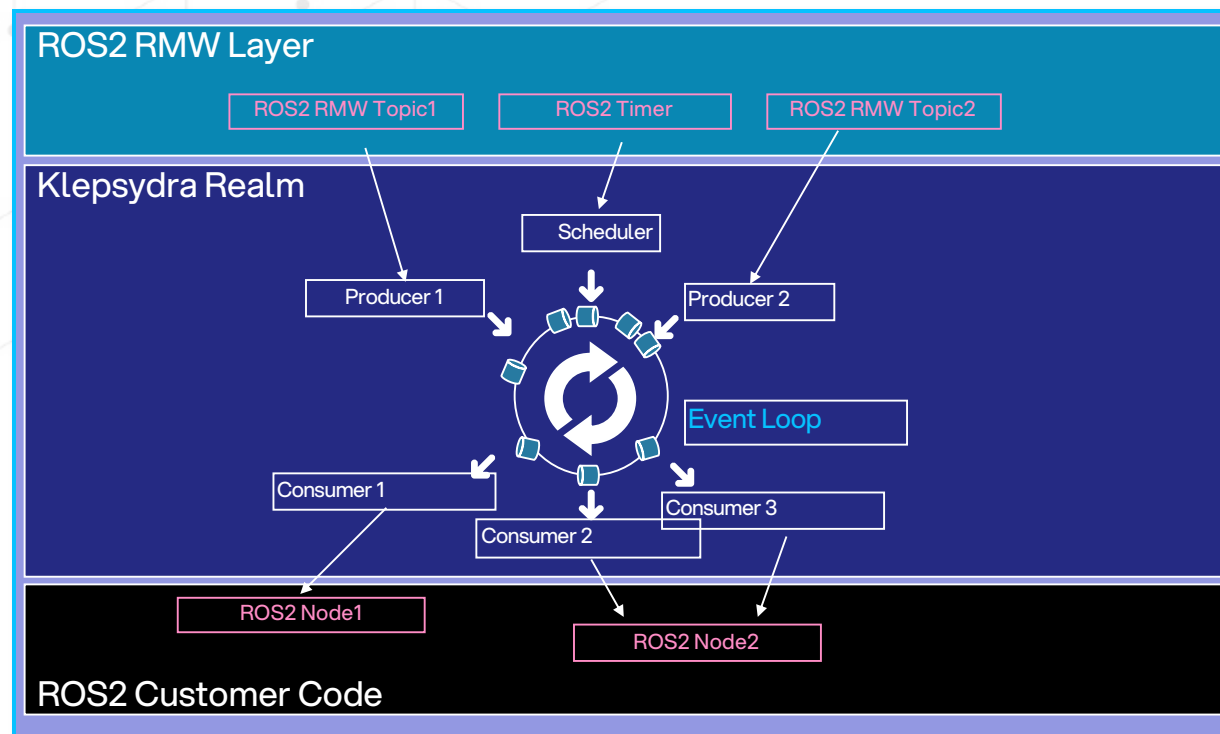 ROS2 RMW Layer
ROS2 RMW Topic1
ROS2 Timer
ROS2 RMW Topic2
Klepsydra Realm
Scheduler
Producer 1
Producer 2
Event Loop
Consumer 1
Consumer 3
Consumer 2
ROS2 Node1
ROS2 Node2
ROS2 Customer Code